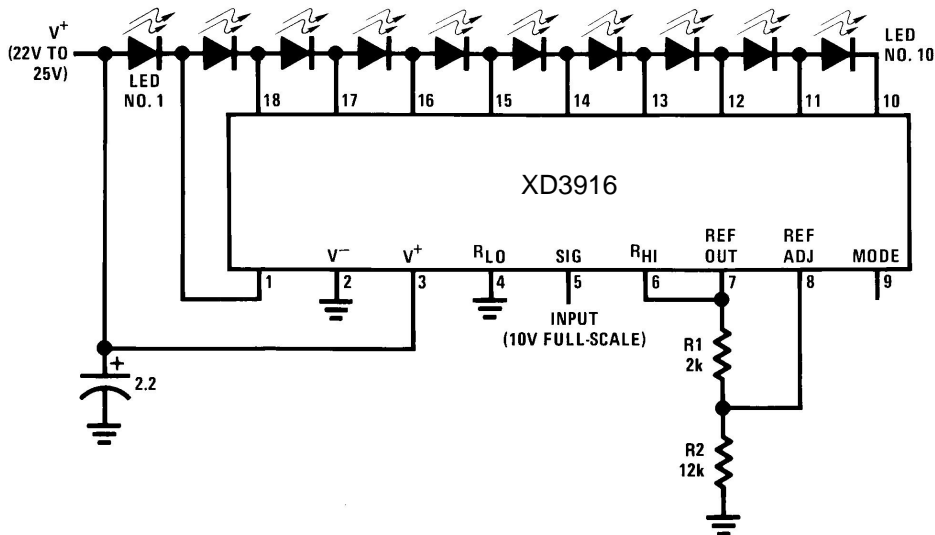 V+
(22V TO
25V)
LED
NO. 1
LED
NO. 10
18
17
16
15
14
13
12
11
10
XD3916
V−
V+
RLO
SIG
RHI
REF
OUT
REF
ADJ
MODE
1
2
3
4
5
6
7
8
9
INPUT
(10V FULL-SCALE)
+
2.2
R1
2k
R2
12k